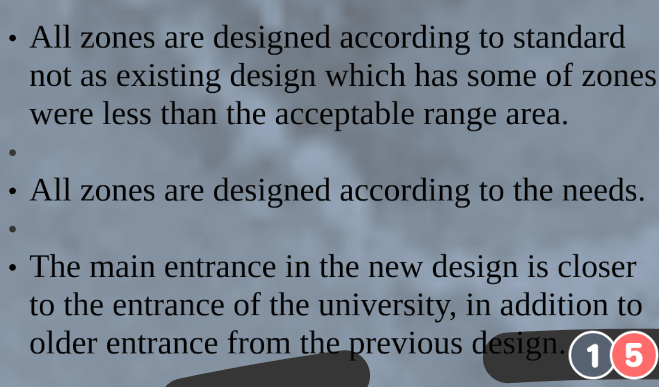 • All zones are designed according to standard
not as existing design which has some of zones
were less than the acceptable range area.
•
• All zones are designed according to the needs.
•
• The main entrance in the new design is closer
to the entrance of the university, in addition to
older entrance from the previous design.
15